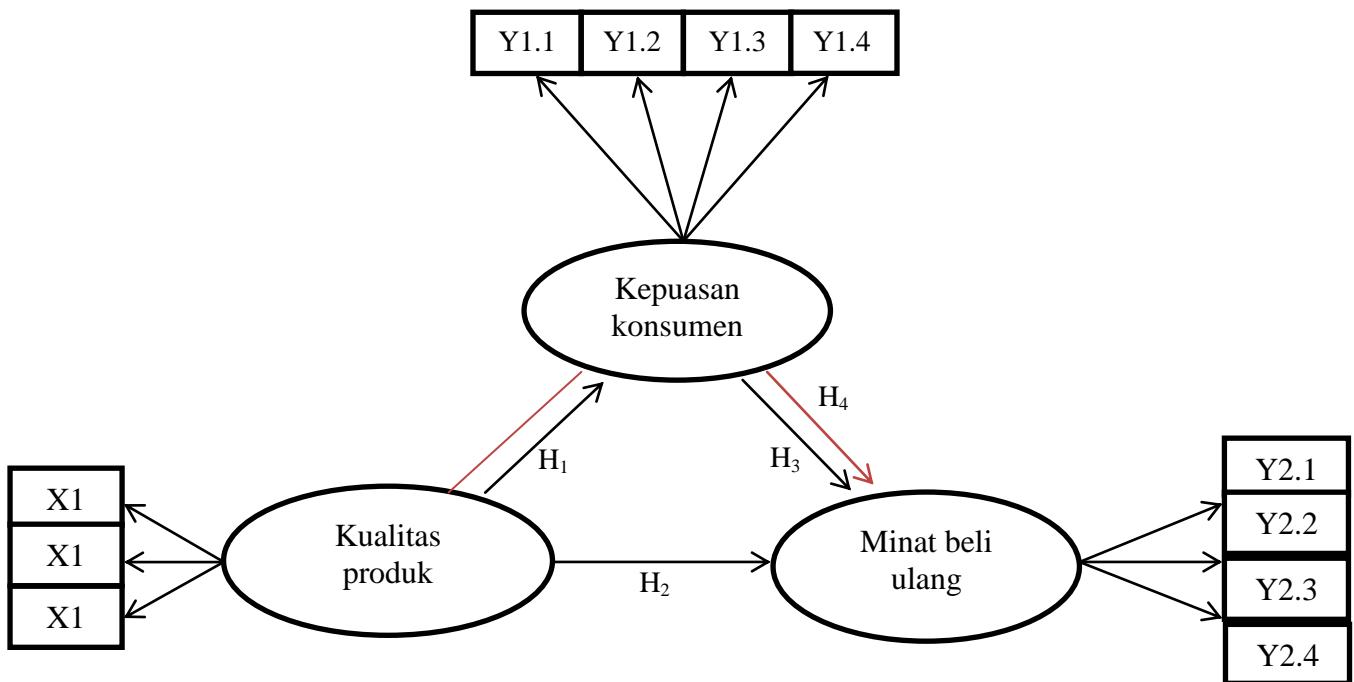 Y1.1 Y1.2 Y1.3 Y1.4
Kepuasan
konsumen
H₄
H₁
H₃
X1
X1
X1
Kualitas
produk
H₂
Minat beli
ulang
Y2.1
Y2.2
Y2.3
Y2.4